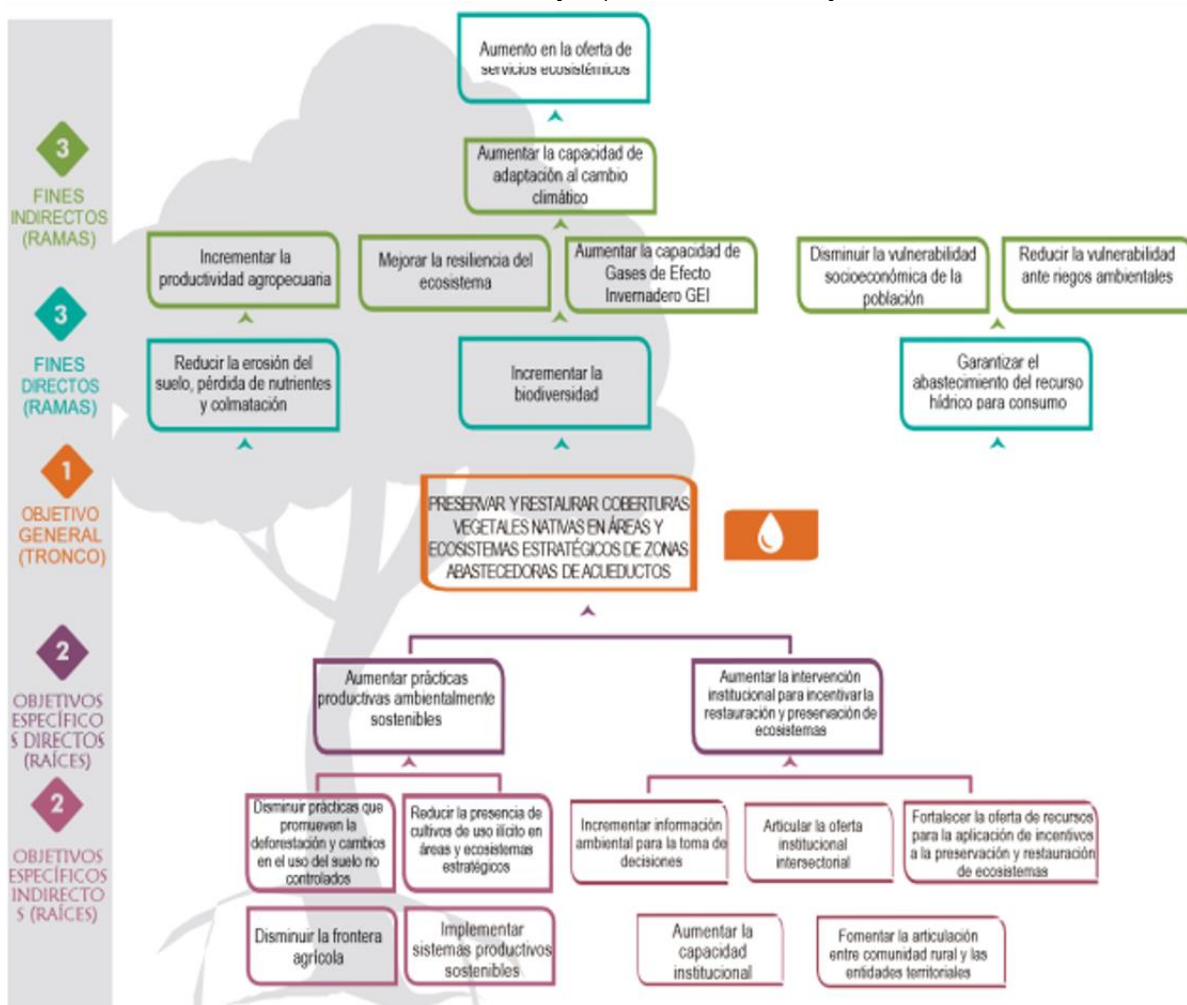 Aumento en la oferta de
servicios ecosistémicos
3
FINES
INDIRECTOS
(RAMAS)
Aumentar la capacidad de
adaptación al cambio
climático
Incrementar la
productividad agropecuaria
Mejorar la resiliencia del
ecosistema
Aumentar la capacidad de
Gases de Efecto
Invernadero GEI
Disminuir la vulnerabilidad
socioeconómica de la
población
Reducir la vulnerabilidad
ante riegos ambientales
3
FINES
DIRECTOS
(RAMAS)
Reducir la erosión del
suelo, pérdida de nutrientes
y colmatación
Incrementar la
biodiversidad
Garantizar el
abastecimiento del recurso
hídrico para consumo
1
OBJETIVO
GENERAL
(TRONCO)
PRESERVAR Y RESTAURAR COBERTURAS
VEGETALES NATIVAS EN ÁREAS Y
ECOSISTEMAS ESTRATÉGICOS DE ZONAS
ABASTECEDORAS DE ACUEDUCTOS
2
OBJETIVOS
ESPECÍFICO
S DIRECTOS
(RAÍCES)
Aumentar prácticas
productivas ambientalmente
sostenibles
Aumentar la intervención
institucional para incentivar la
restauración y preservación de
ecosistemas
2
OBJETIVOS
ESPECÍFICOS
INDIRECTO
S (RAÍCES)
Disminuir prácticas que
promueven la
deforestación y cambios
en el uso del suelo no
controlados
Reducir la presencia de
cultivos de uso ilícito en
áreas y ecosistemas
estratégicos
Incrementar información
ambiental para la toma de
decisiones
Articular la oferta
institucional
intersectorial
Fortalecer la oferta de recursos
para la aplicación de incentivos
a la preservación y restauración
de ecosistemas
Disminuir la frontera
agrícola
Implementar
sistemas productivos
sostenibles
Aumentar la
capacidad
institucional
Fomentar la articulación
entre comunidad rural y las
entidades territoriales